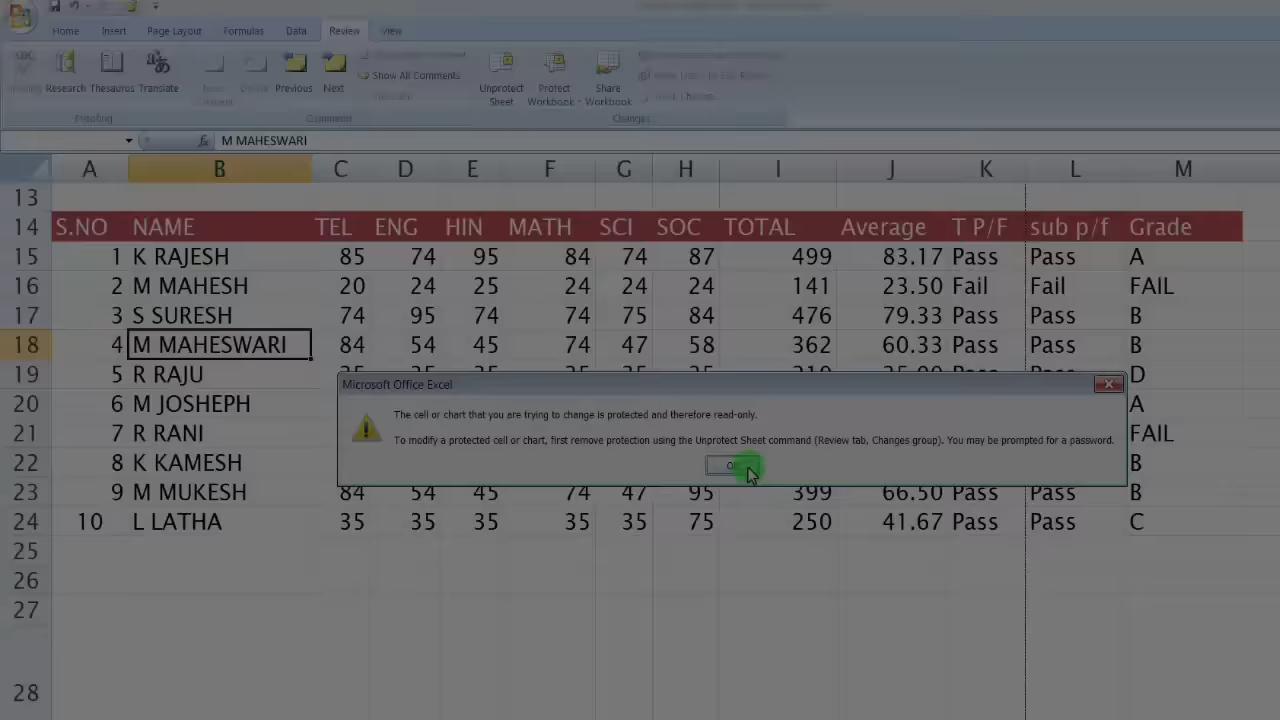 Home Insert Page Layout Formulas Data Review View
Show All Comments
Research Thesaurus Translate Previous Next Unprotect Sheet Protect Workbook Share Workbook
Proofing Comments Changes
M MAHESWARI
A B C D E F G H I J K L M
13
14 S.NO NAME TEL ENG HIN MATH SCI SOC TOTAL Average T P/F sub p/f Grade
15 1 K RAJESH 85 74 95 84 74 87 499 83.17 Pass Pass A
16 2 M MAHESH 20 24 25 24 24 24 141 23.50 Fail Fail FAIL
17 3 S SURESH 74 95 74 74 75 84 476 79.33 Pass Pass B
18 4 M MAHESWARI 84 54 45 74 47 58 362 60.33 Pass Pass B
19 5 R RAJU D
Microsoft Office Excel
20 6 M JOSHEPH A
The cell or chart that you are trying to change is protected and therefore read-only.
21 7 R RANI FAIL
To modify a protected cell or chart, first remove protection using the Unprotect Sheet command (Review tab, Changes group). You may be prompted for a password.
22 8 K KAMESH B
23 9 M MUKESH 84 54 45 74 47 95 399 66.50 Pass Pass B
24 10 L LATHA 35 35 35 35 35 75 250 41.67 Pass Pass C
25
26
27
28